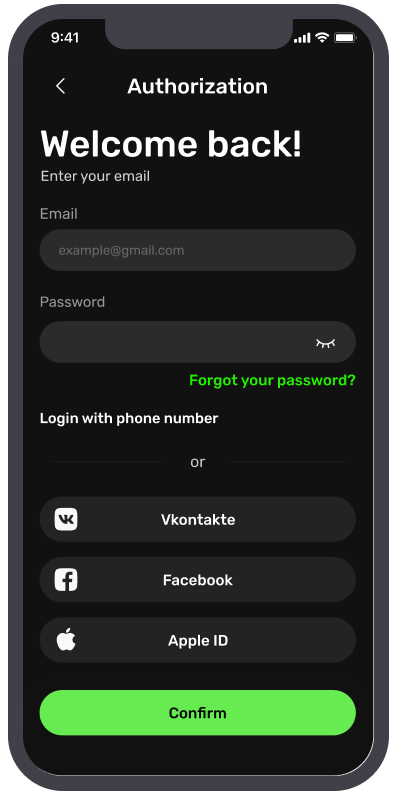 9:41
Authorization
Welcome back!
Enter your email
Email
example@gmail.com
Password
Forgot your password?
Login with phone number
or
Vkontakte
Facebook
Apple ID
Confirm